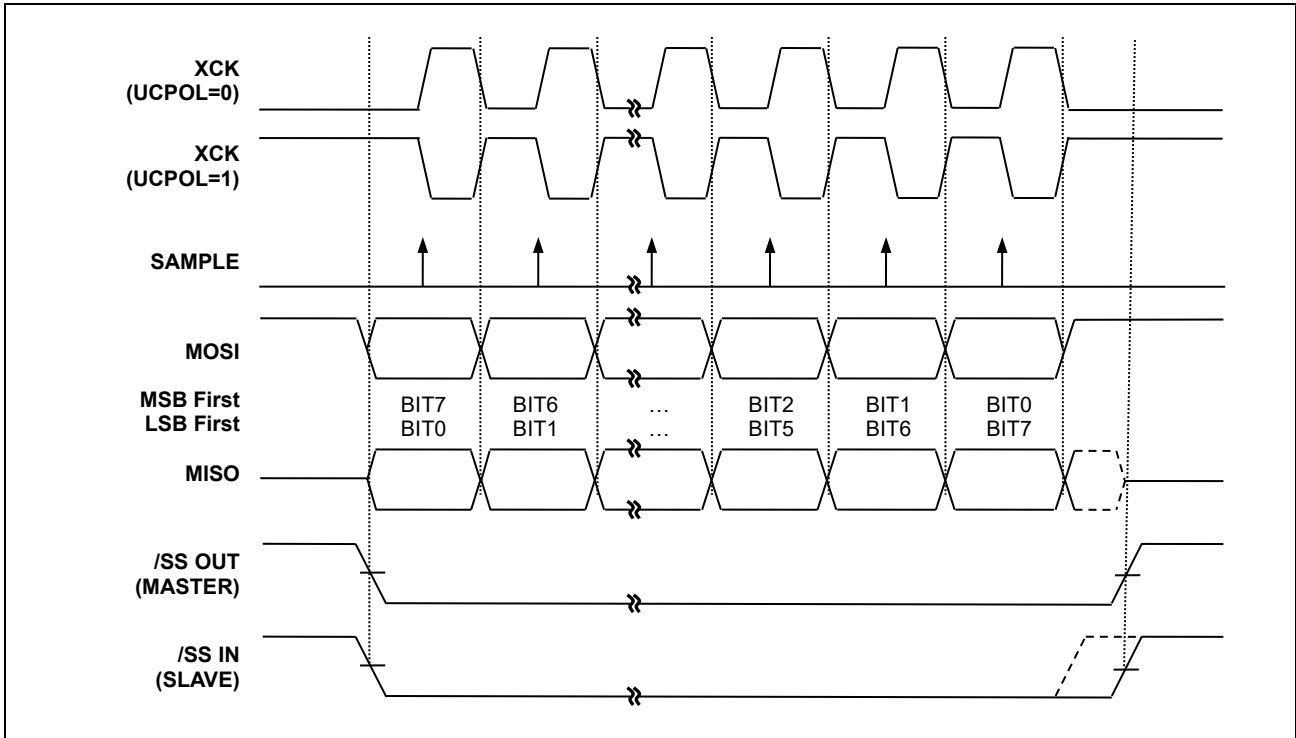 XCK
(UCPOL=0)
XCK
(UCPOL=1)
SAMPLE
MOSI
MSB First
LSB First
BIT7 BIT6 … BIT2 BIT1 BIT0
BIT0 BIT1 … BIT5 BIT6 BIT7
MISO
/SS OUT
(MASTER)
/SS IN
(SLAVE)